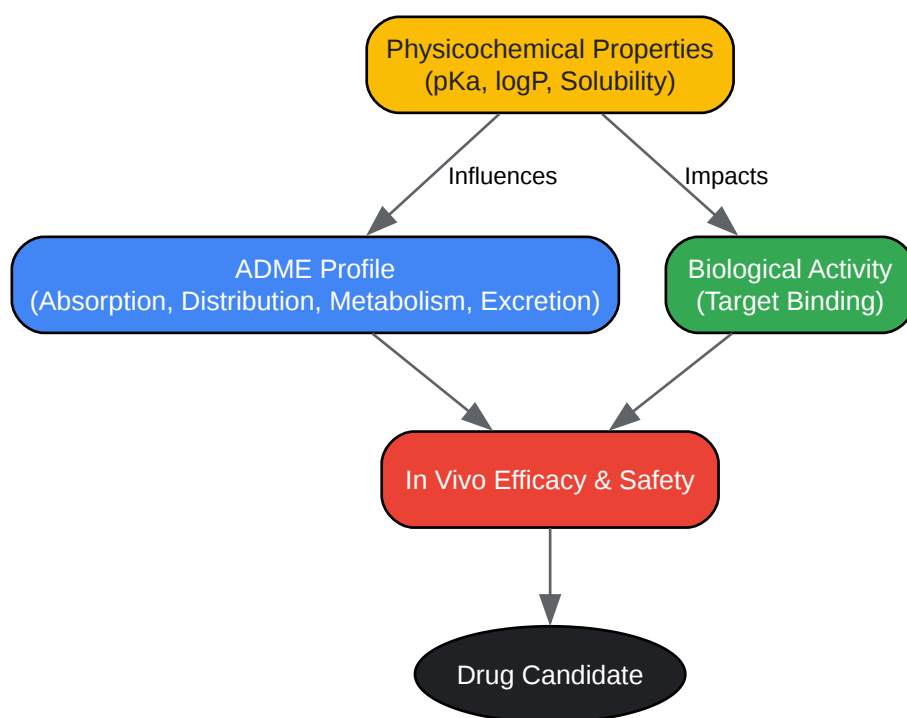 Physicochemical Properties
(pKa, logP, Solubility)
Influences
Impacts
ADME Profile
(Absorption, Distribution, Metabolism, Excretion)
Biological Activity
(Target Binding)
In Vivo Efficacy & Safety
Drug Candidate